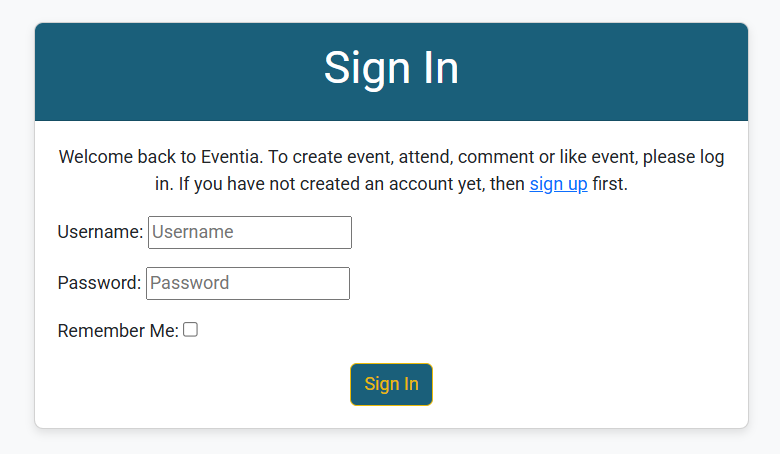 Sign In
Welcome back to Eventia. To create event, attend, comment or like event, please log
in. If you have not created an account yet, then sign up first.
Username: Username
Password: Password
Remember Me:
Sign In